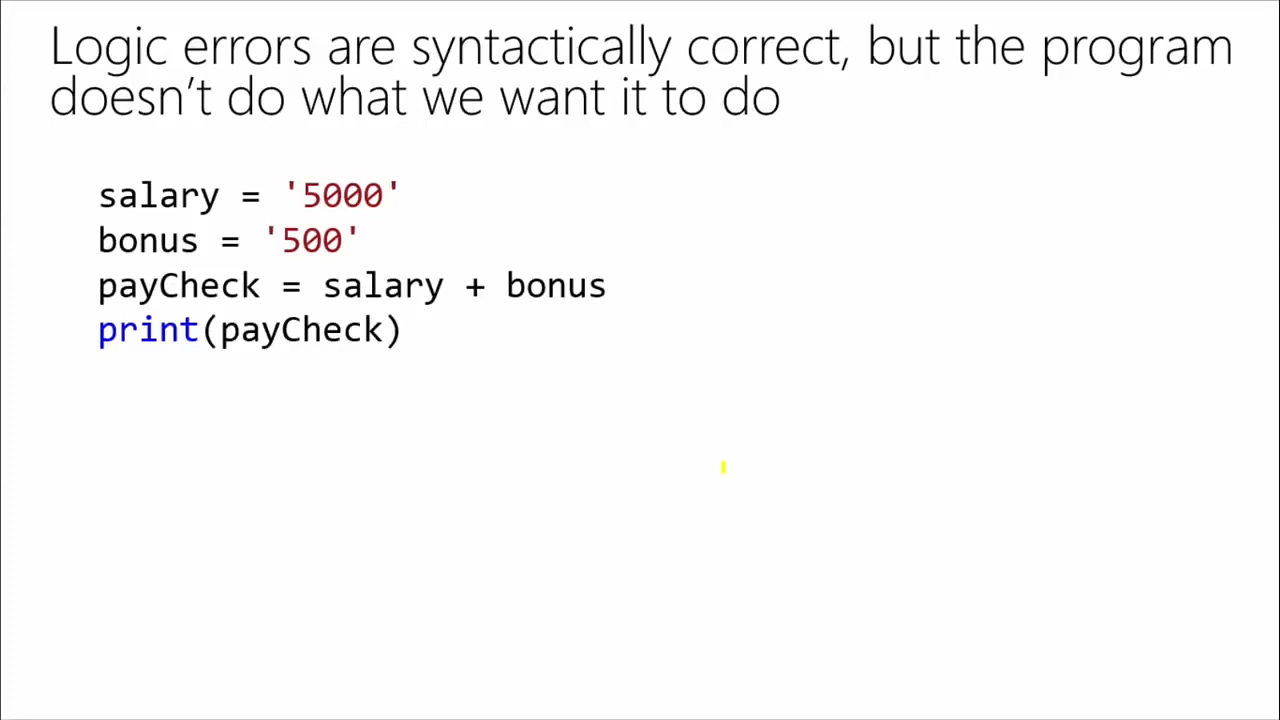 Logic errors are syntactically correct, but the program
doesn’t do what we want it to do
salary = '5000'
bonus = '500'
payCheck = salary + bonus
print(payCheck)